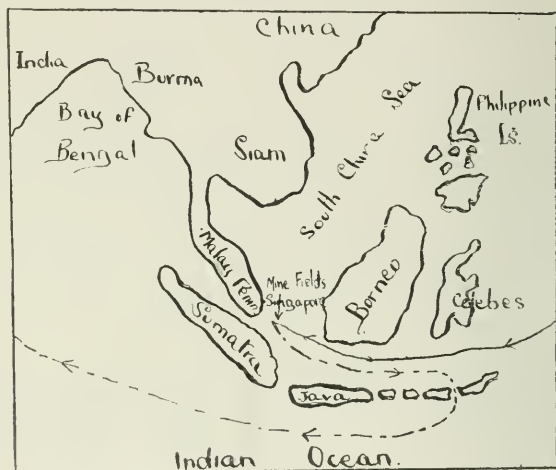 China
India
Burma
Bay of
Bengal
Siam
South China Sea
Philippine
Is.
Malay Penin
Mine Fields
Singapore
Borneo
Celebes
Sumatra
Java
Indian Ocean.